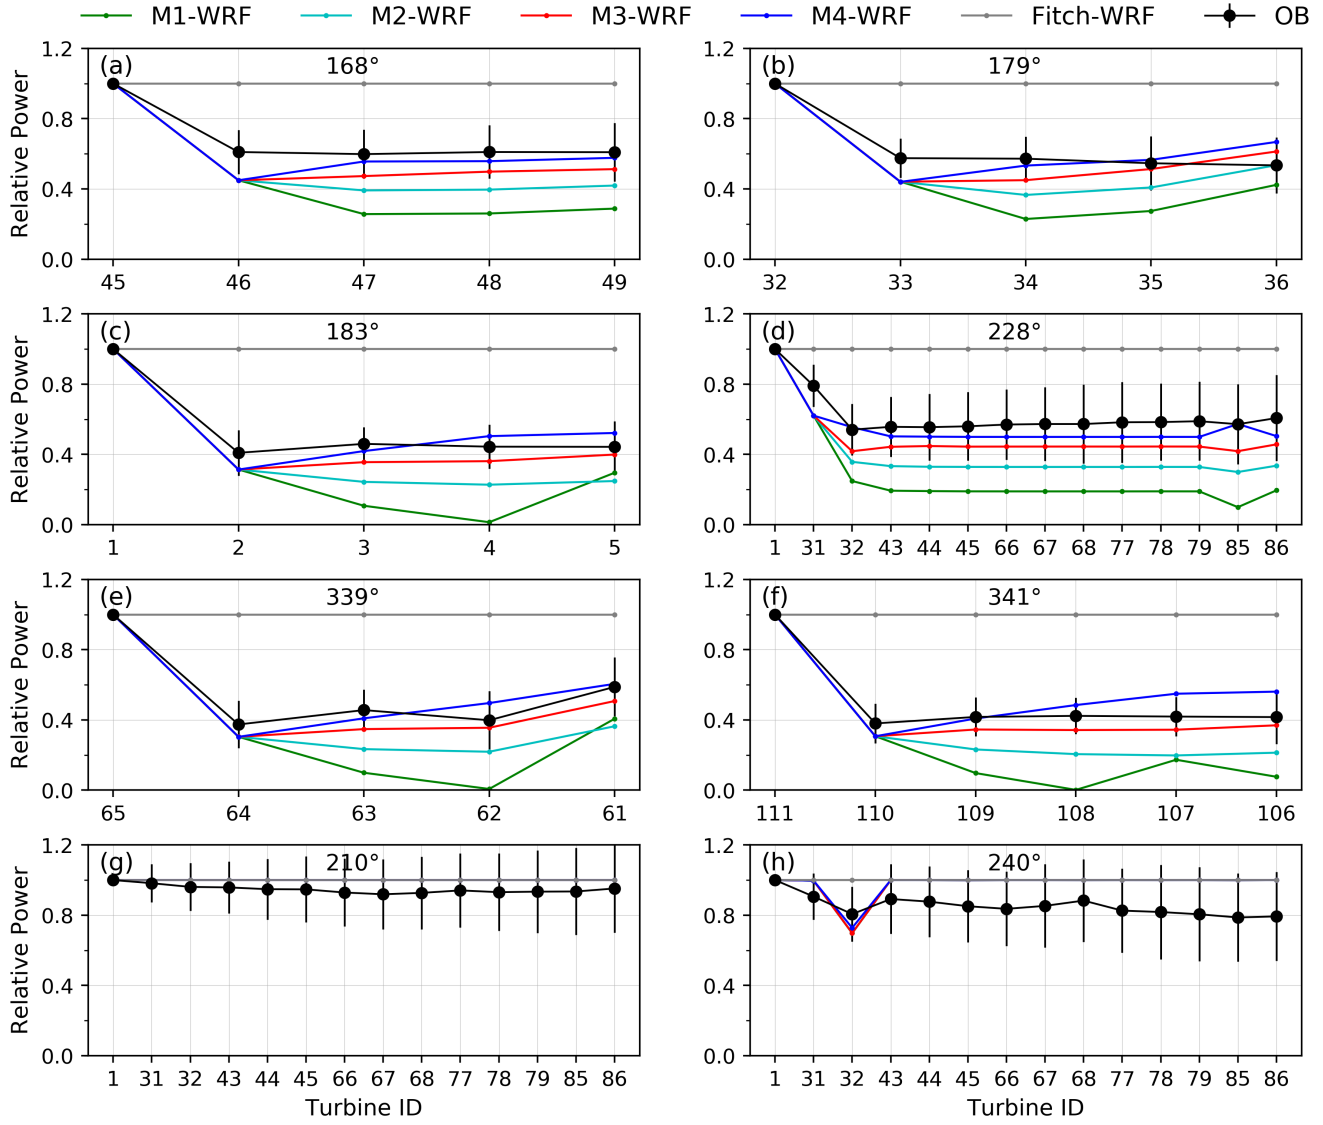 M1-WRF M2-WRF M3-WRF M4-WRF Fitch-WRF OB
(a) 168°
1.2
0.8
0.4
0.0
Relative Power
45 46 47 48 49
(b) 179°
1.2
0.8
0.4
0.0
32 33 34 35 36
(c) 183°
1.2
0.8
0.4
0.0
Relative Power
1 2 3 4 5
(d) 228°
1.2
0.8
0.4
0.0
1 31 32 43 44 45 66 67 68 77 78 79 85 86
(e) 339°
1.2
0.8
0.4
0.0
Relative Power
65 64 63 62 61
(f) 341°
1.2
0.8
0.4
0.0
111 110 109 108 107 106
(g) 210°
1.2
0.8
0.4
0.0
Relative Power
1 31 32 43 44 45 66 67 68 77 78 79 85 86
Turbine ID
(h) 240°
1.2
0.8
0.4
0.0
1 31 32 43 44 45 66 67 68 77 78 79 85 86
Turbine ID